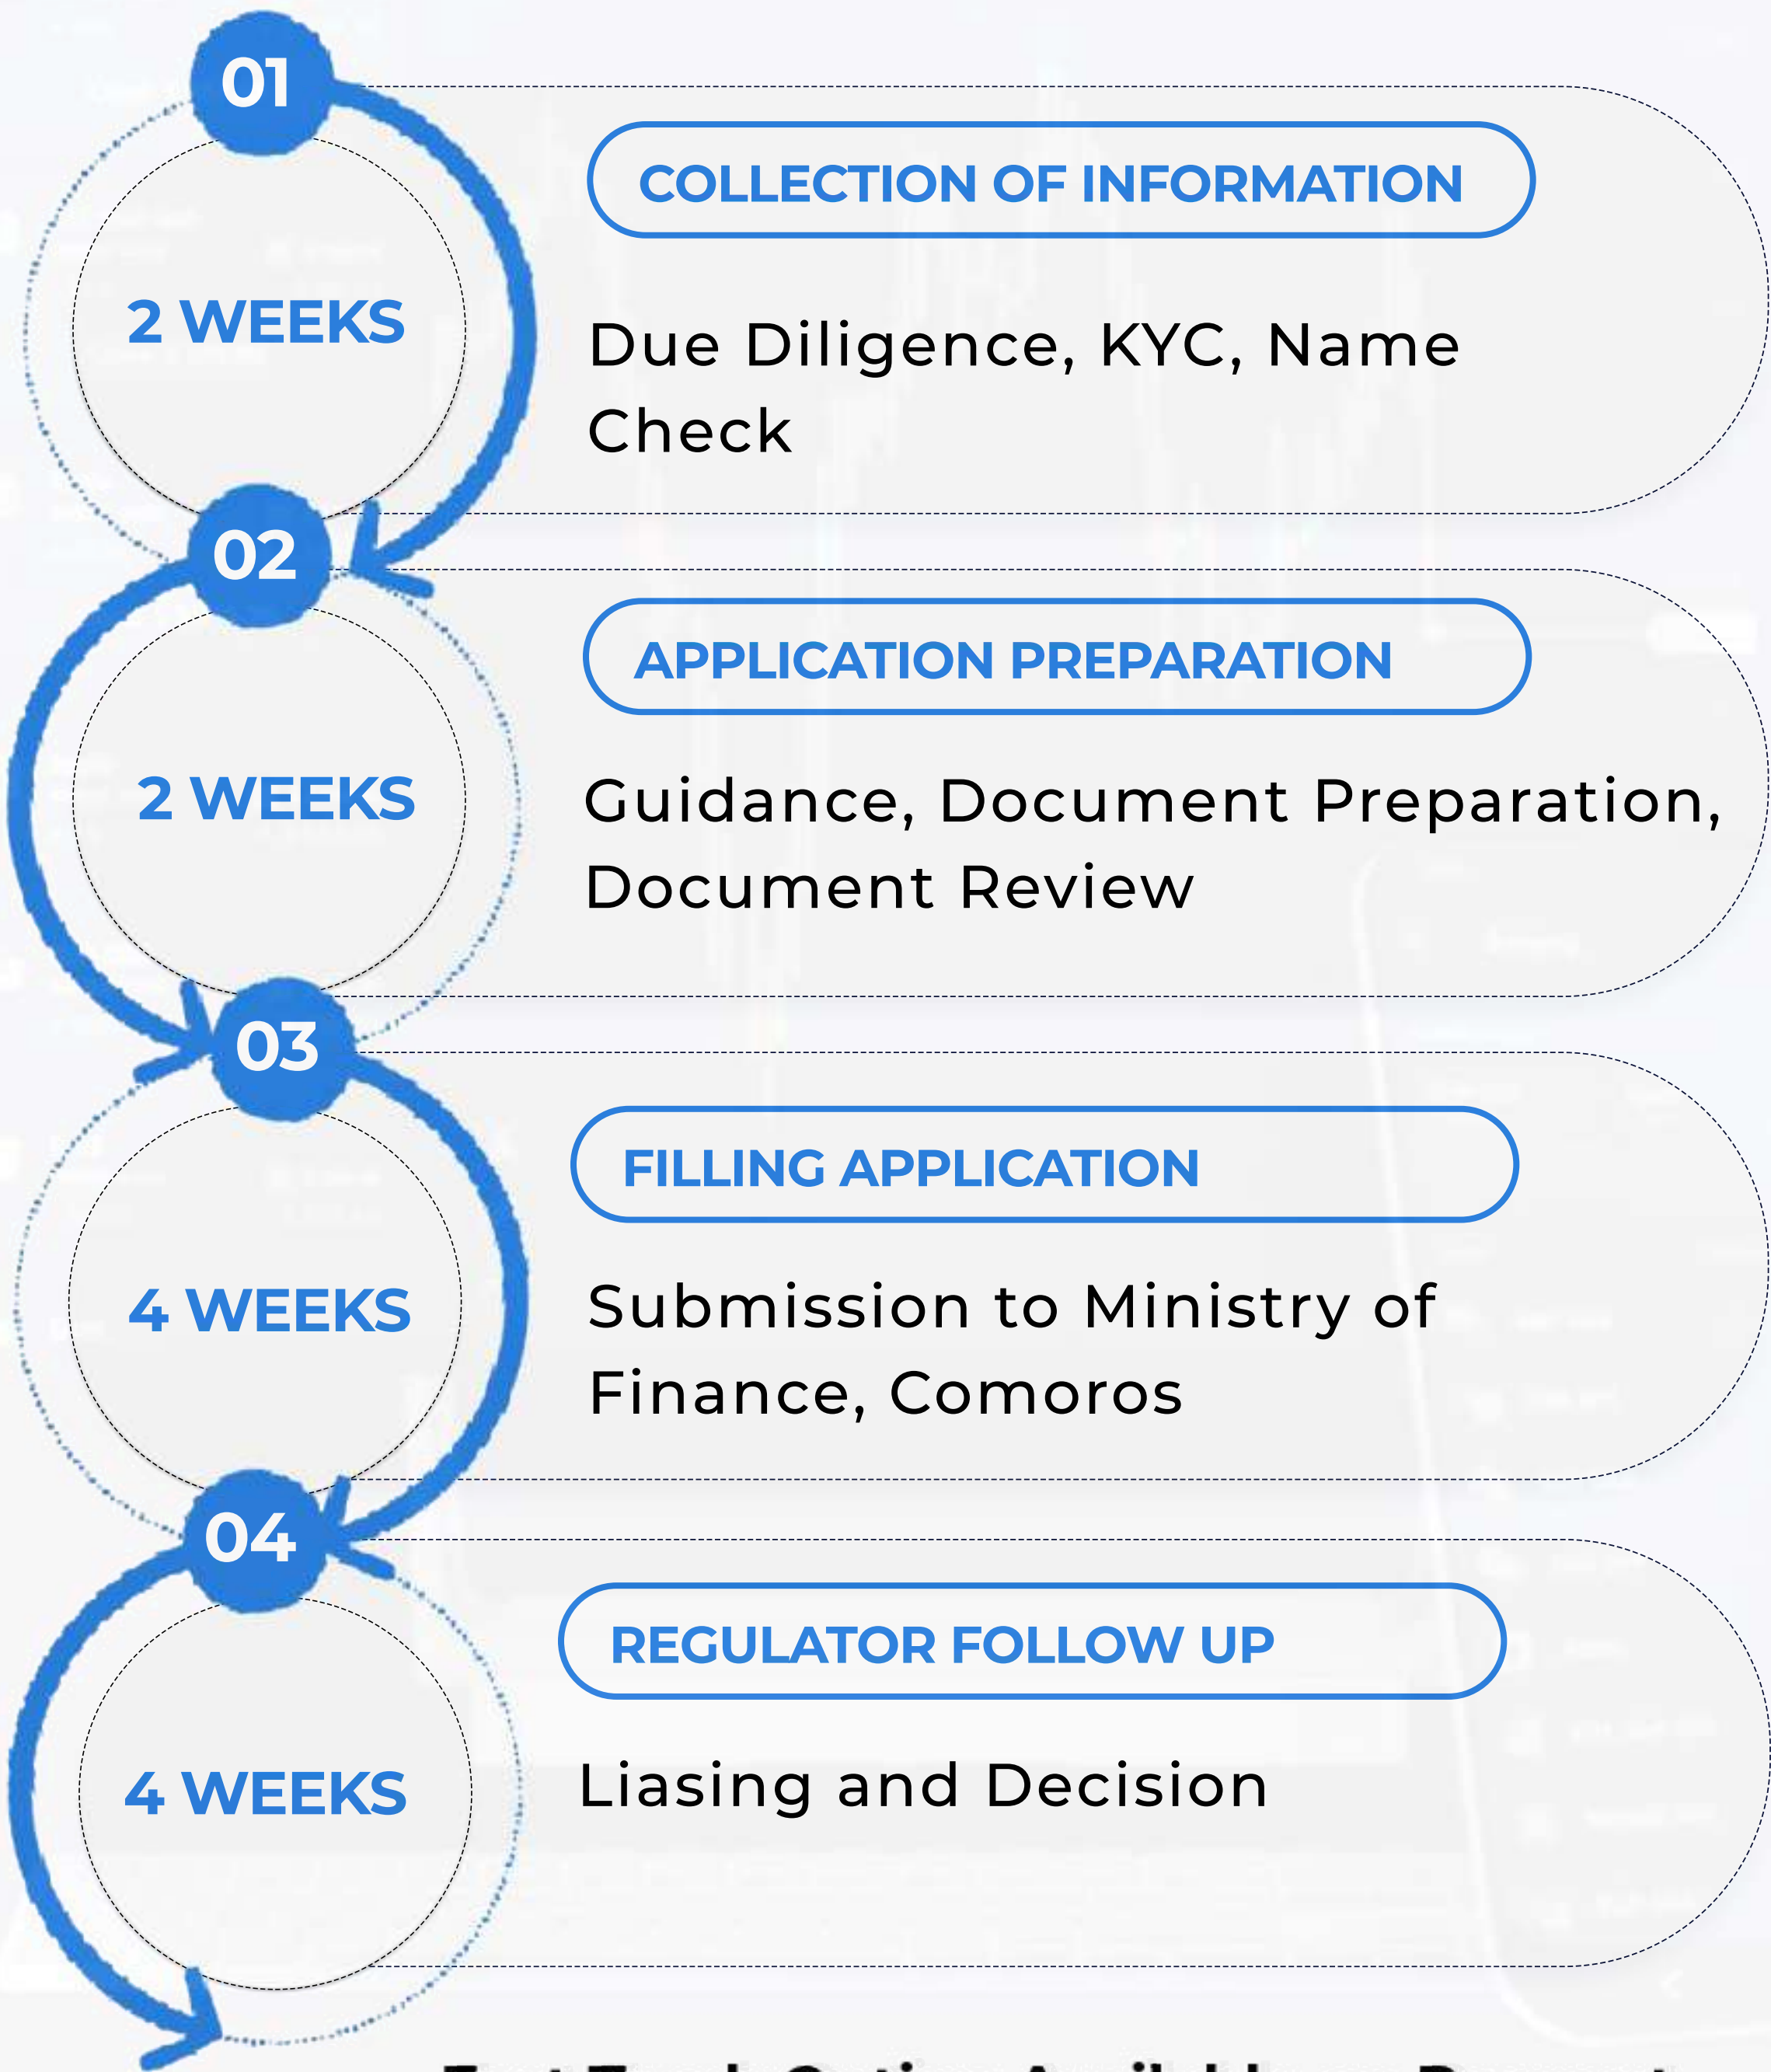 01
COLLECTION OF INFORMATION
2 WEEKS
Due Diligence, KYC, Name
Check
02
APPLICATION PREPARATION
2 WEEKS
Guidance, Document Preparation,
Document Review
03
FILLING APPLICATION
4 WEEKS
Submission to Ministry of
Finance, Comoros
04
REGULATOR FOLLOW UP
4 WEEKS
Liasing and Decision